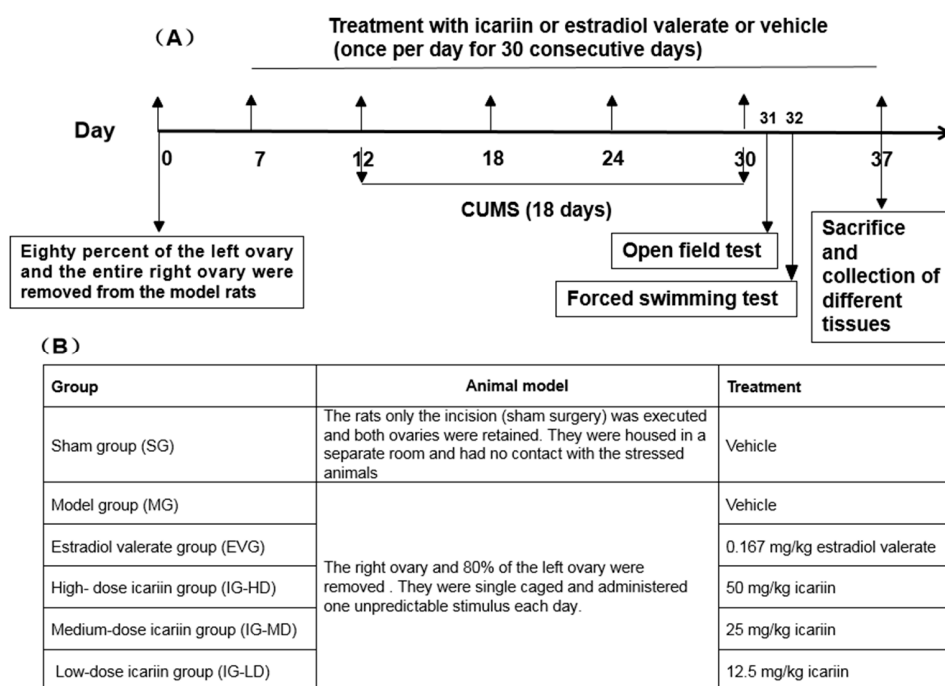 (A)
Treatment with icariin or estradiol valerate or vehicle
(once per day for 30 consecutive days)
Day
31 32
0 7 12 18 24 30 37
CUMS (18 days)
Eighty percent of the left ovary
and the entire right ovary were
removed from the model rats
Open field test
Forced swimming test
Sacrifice
and
collection of
different
tissues
(B)
Group Animal model Treatment
Sham group (SG)
The rats only the incision (sham surgery) was executed
and both ovaries were retained. They were housed in a
separate room and had no contact with the stressed
animals
Vehicle
Model group (MG)
Vehicle
Estradiol valerate group (EVG)
0.167 mg/kg estradiol valerate
The right ovary and 80% of the left ovary were
removed . They were single caged and administered
one unpredictable stimulus each day.
High- dose icariin group (IG-HD)
50 mg/kg icariin
Medium-dose icariin group (IG-MD)
25 mg/kg icariin
Low-dose icariin group (IG-LD)
12.5 mg/kg icariin